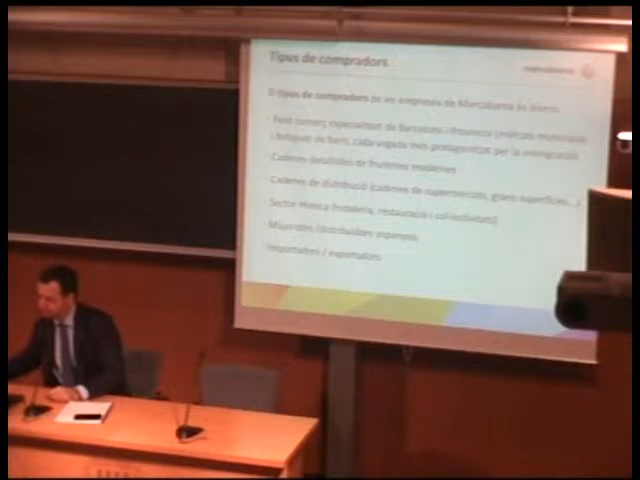 Tipus de compradors
mercabarna
El tipus de compradors de les empreses de Mercabarna és divers:
Petit comerç especialitzat de Barcelona i Província (mercats municipals
i botigues de barri, cada vegada més protagonitzat per la immigració)
Cadenes detallistes de fruiteries modernes
Cadenes de distribució (cadenes de supermercats, grans superfícies...)
Sector Horeca (hoteleria, restauració i col·lectivitats)
Majoristes /distribuïdors espanyols
Importadors / exportadors